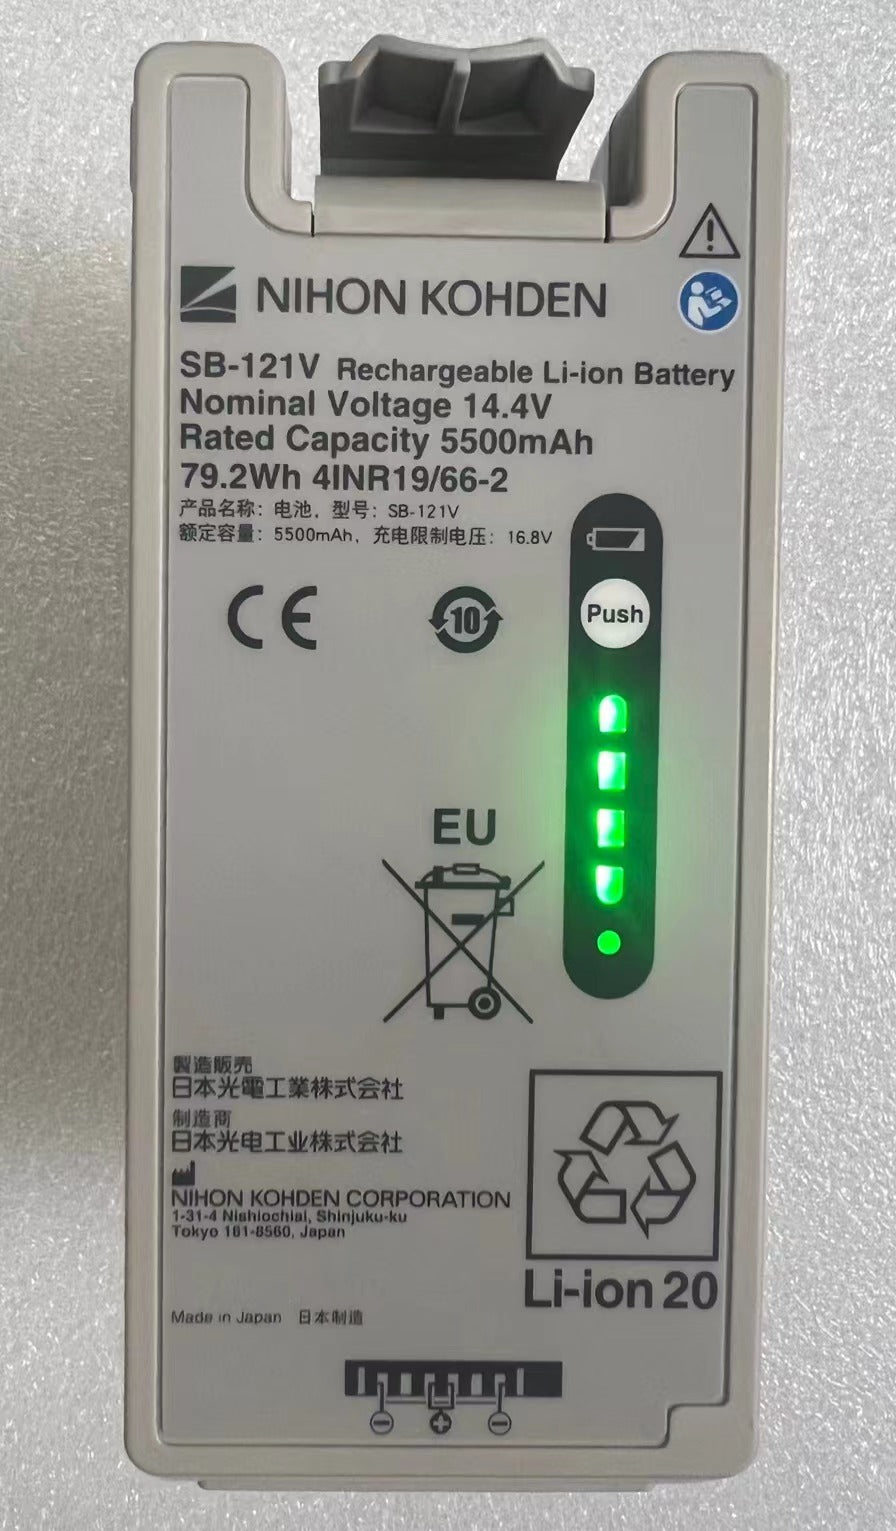 NIHON KOHDEN
SB-121V Rechargeable Li-ion Battery
Nominal Voltage 14.4V
Rated Capacity 5500mAh
79.2Wh 4INR19/66-2
产品名称：电池，型号：SB-121V
额定容量：5500mAh，充电限制电压：16.8V
Push
CE
10
EU
製造販売
日本光電工業株式会社
制造商
日本光电工业株式会社
NIHON KOHDEN CORPORATION
1-31-4 Nishiochiai, Shinjuku-ku
Tokyo 161-8560, Japan
Li-ion 20
Made in Japan 日本制造